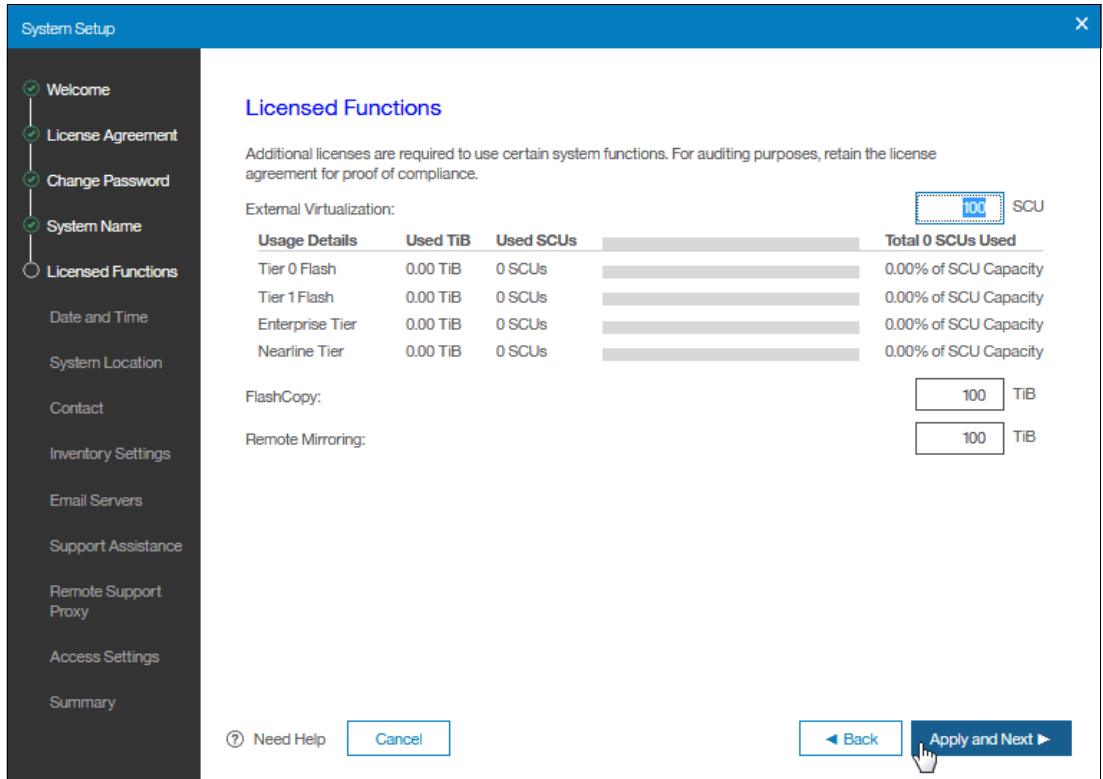 System Setup
Welcome
License Agreement
Change Password
System Name
Licensed Functions
Date and Time
System Location
Contact
Inventory Settings
Email Servers
Support Assistance
Remote Support
Proxy
Access Settings
Summary
Licensed Functions
Additional licenses are required to use certain system functions. For auditing purposes, retain the license
agreement for proof of compliance.
External Virtualization: 100 SCU
Usage Details Used TiB Used SCUs Total 0 SCUs Used
Tier 0 Flash 0.00 TiB 0 SCUs 0.00% of SCU Capacity
Tier 1 Flash 0.00 TiB 0 SCUs 0.00% of SCU Capacity
Enterprise Tier 0.00 TiB 0 SCUs 0.00% of SCU Capacity
Nearline Tier 0.00 TiB 0 SCUs 0.00% of SCU Capacity
FlashCopy: 100 TiB
Remote Mirroring: 100 TiB
? Need Help Cancel ◄ Back Apply and Next ►